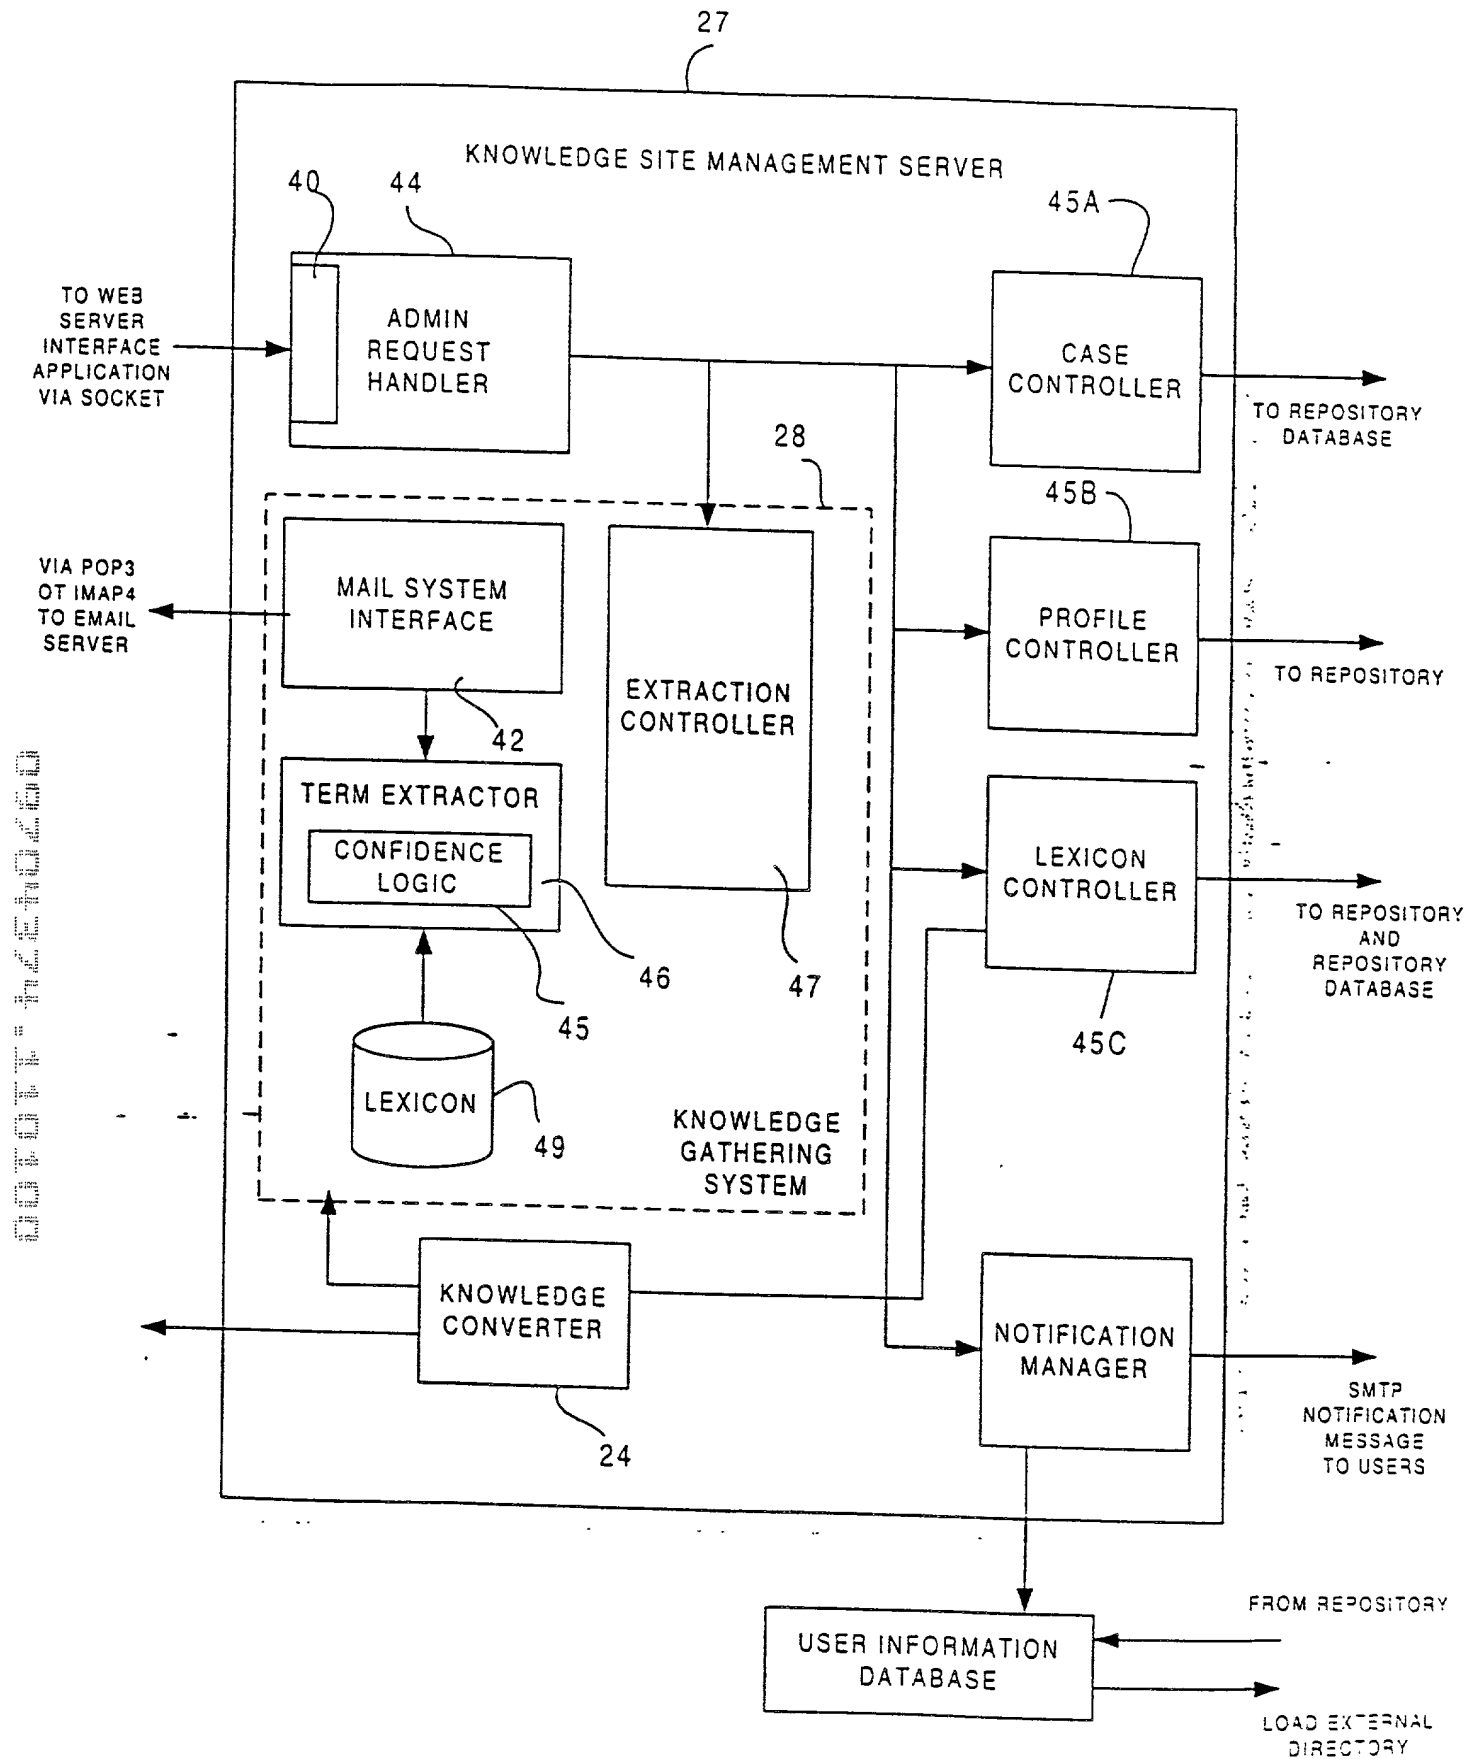 27
KNOWLEDGE SITE MANAGEMENT SERVER
40
44
45A
TO WEB
SERVER
INTERFACE
APPLICATION
VIA SOCKET
ADMIN
REQUEST
HANDLER
CASE
CONTROLLER
TO REPOSITORY
DATABASE
28
45B
VIA POP3
OT IMAP4
TO EMAIL
SERVER
MAIL SYSTEM
INTERFACE
42
EXTRACTION
CONTROLLER
47
PROFILE
CONTROLLER
TO REPOSITORY
TERM EXTRACTOR
CONFIDENCE
LOGIC
46
45
LEXICON
CONTROLLER
45C
TO REPOSITORY
AND
REPOSITORY
DATABASE
LEXICON
49
KNOWLEDGE
GATHERING
SYSTEM
KNOWLEDGE
CONVERTER
24
NOTIFICATION
MANAGER
SMTP
NOTIFICATION
MESSAGE
TO USERS
USER INFORMATION
DATABASE
FROM REPOSITORY
LOAD EXTERNAL
DIRECTORY